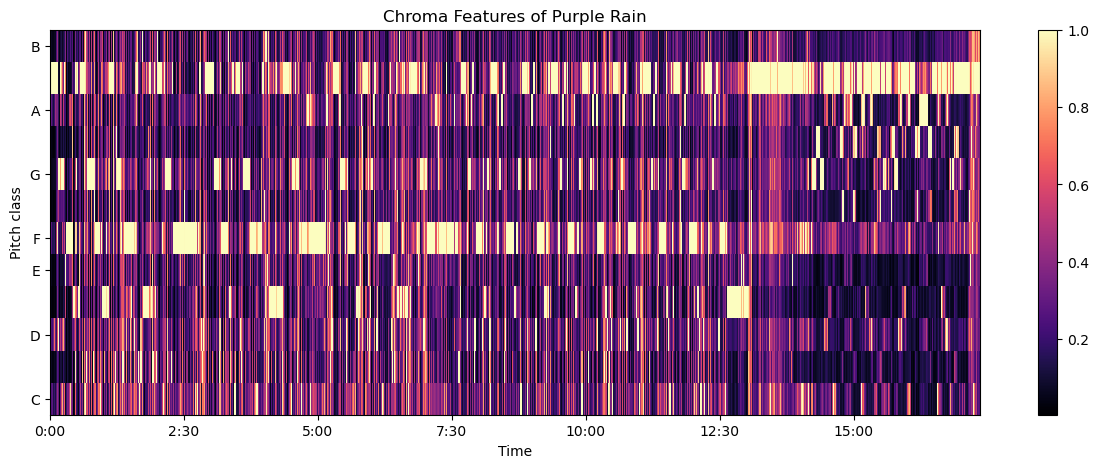 Chroma Features of Purple Rain
Pitch class
B
A
G
F
E
D
C
0:00 2:30 5:00 7:30 10:00 12:30 15:00
Time
1.0
0.8
0.6
0.4
0.2